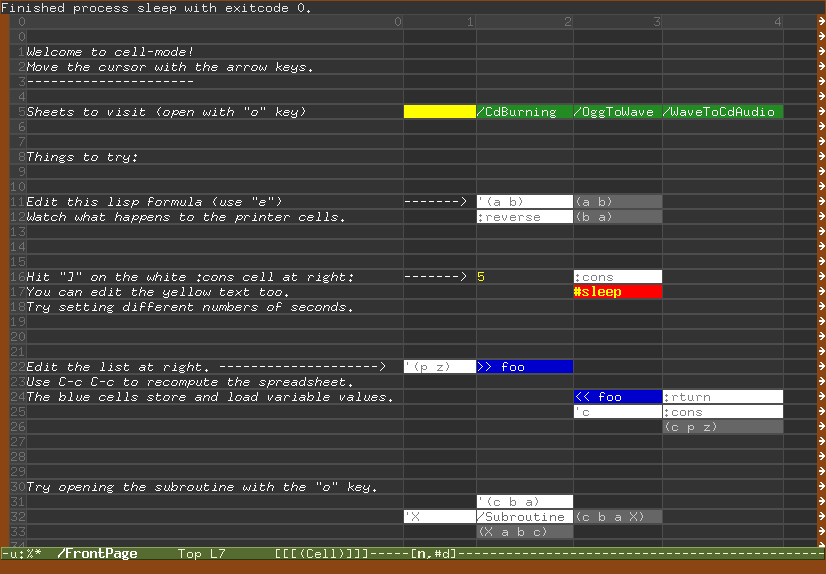 Finished process sleep with exitcode 0.
0 0 1 2 3 4
0
1 Welcome to cell-mode!
2 Move the cursor with the arrow keys.
3 ---------------------
4
5 Sheets to visit (open with "o" key) /CdBurning /OggToWave /WaveToCdAudio
6
7
8 Things to try:
9
10
11 Edit this lisp formula (use "e") -------> '(a b) (a b)
12 Watch what happens to the printer cells. :reverse (b a)
13
14
15
16 Hit "]" on the white :cons cell at right: -------> 5 :cons
17 You can edit the yellow text too. #sleep
18 Try setting different numbers of seconds.
19
20
21
22 Edit the list at right. --------------------> '(p z) >> foo
23 Use C-c C-c to recompute the spreadsheet.
24 The blue cells store and load variable values. << foo :rturn
25 'c :cons
26 (c p z)
27
28
29
30 Try opening the subroutine with the "o" key.
31 '(c b a)
32 'X /Subroutine (c b a X)
33 (X a b c)
34
-u:%* /FrontPage Top L7 [[[(Cell)]]]-----[n,#d]------------------------------------------------